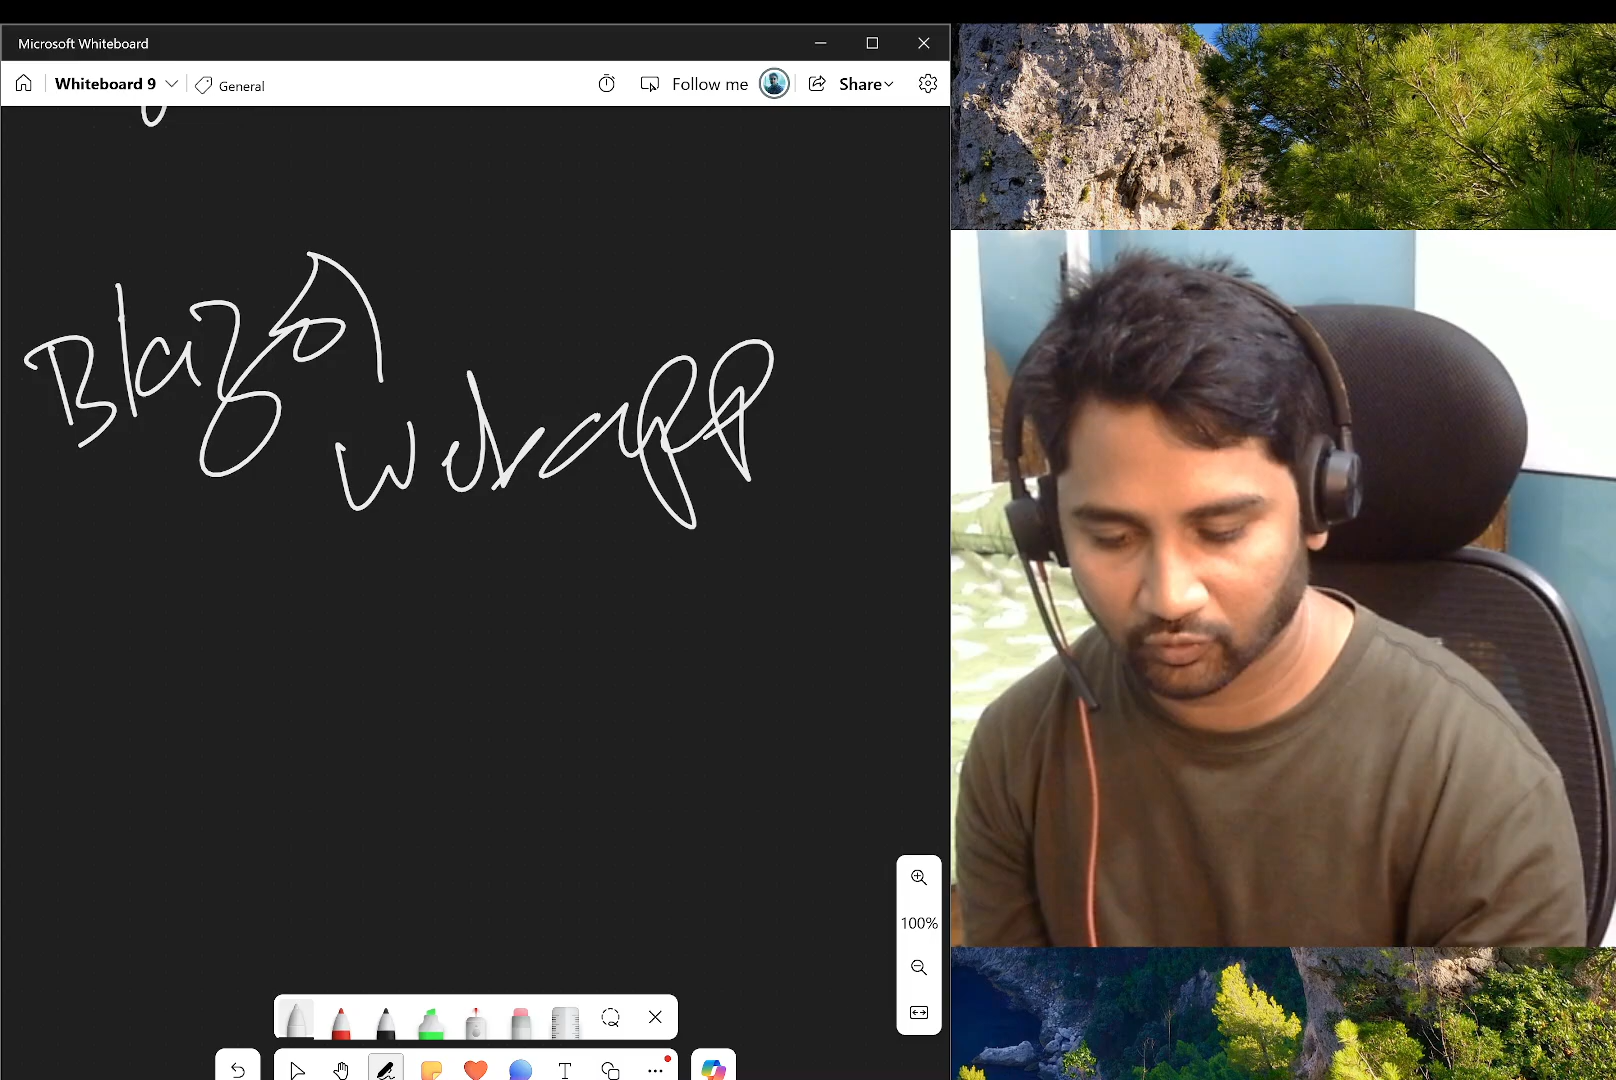 Microsoft Whiteboard
Whiteboard 9
General
Follow me
Share
Blazor
Webapp
100%
T